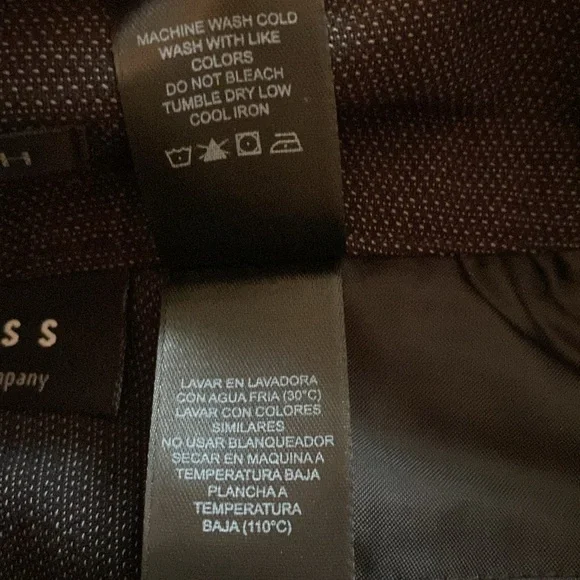 MACHINE WASH COLD
WASH WITH LIKE
COLORS
DO NOT BLEACH
TUMBLE DRY LOW
COOL IRON
H
SS
mpany
LAVAR EN LAVADORA
CON AGUA FRIA (30°C)
LAVAR CON COLORES
SIMILARES
NO USAR BLANQUEADOR
SECAR EN MAQUINA A
TEMPERATURA BAJA
PLANCHA A
TEMPERATURA
BAJA (110°C)